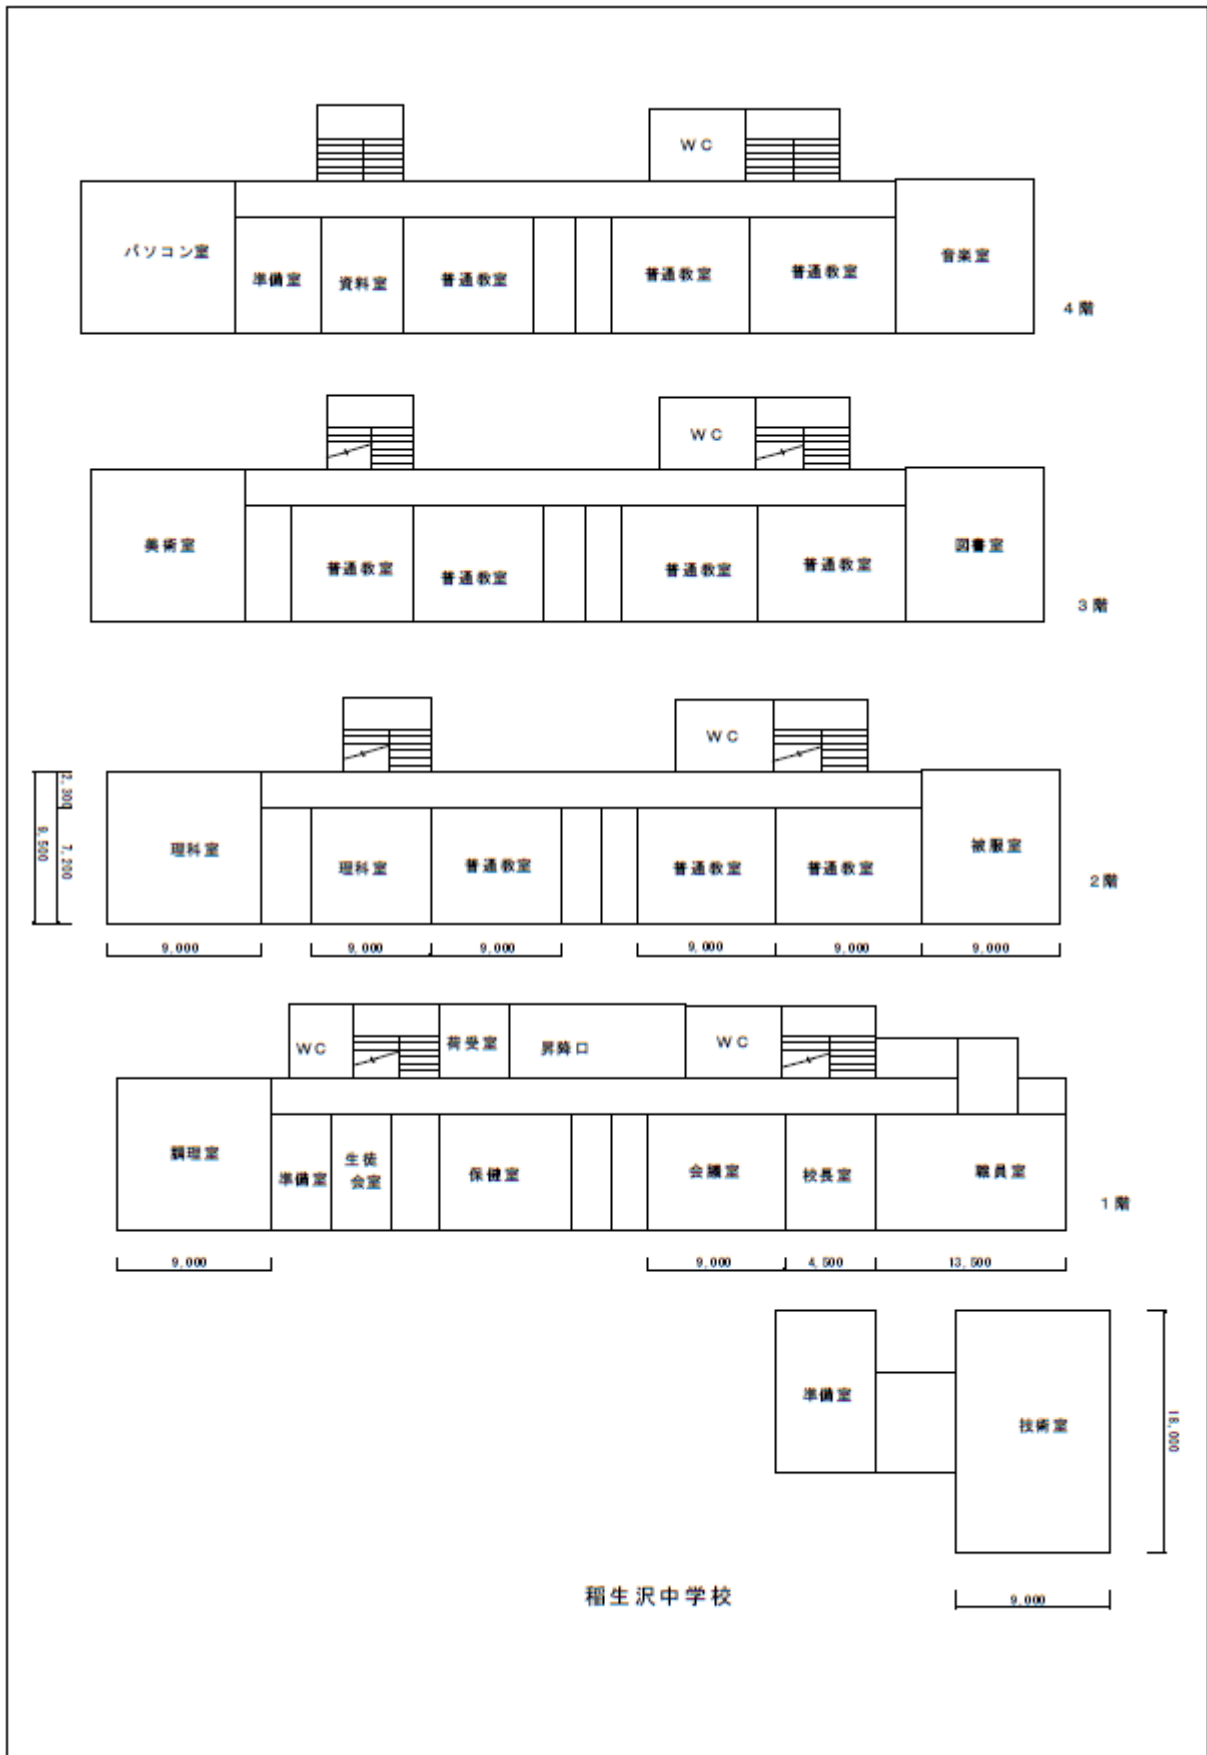 WC
パソコン室
準備室
資料室
普通教室
普通教室
普通教室
音楽室
4階
WC
美術室
普通教室
普通教室
普通教室
普通教室
図書室
3階
WC
2,300
7,200
9,500
理科室
理科室
普通教室
普通教室
普通教室
被服室
2階
9,000
9,000
9,000
9,000
9,000
9,000
WC
荷受室
昇降口
WC
調理室
準備室
生徒
会室
保健室
会議室
校長室
職員室
1階
9,000
9,000
4,500
13,500
準備室
技術室
18,000
9,000
稲生沢中学校